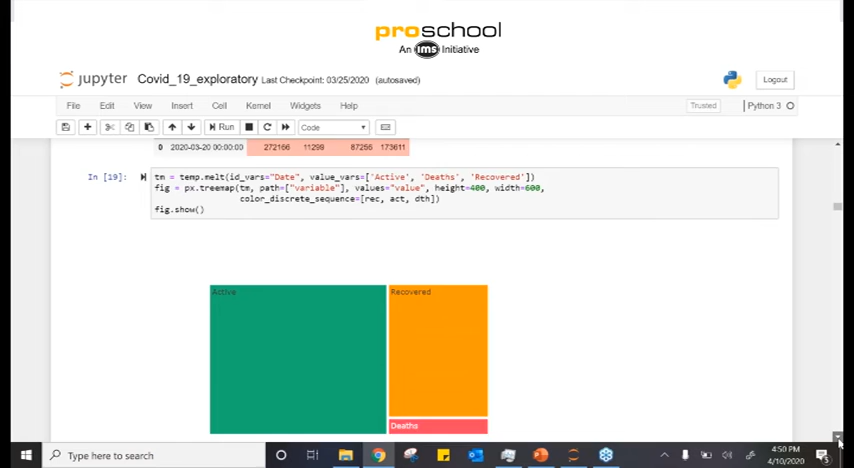 proschool
An ims Initiative
jupyter Covid_19_exploratory Last Checkpoint: 03/25/2020 (autosaved)
Logout
File Edit View Insert Cell Kernel Widgets Help
Trusted Python 3
Run Code
0 2020-03-20 00:00:00 272166 11298 87256 173611
In [19]:
tm = temp.melt(id_vars="Date", value_vars=['Active', 'Deaths', 'Recovered'])
fig = px.treemap(tm, path=["variable"], values="value", height=400, width=600,
color_discrete_sequence=[rec, act, dth])
fig.show()
Active
Recovered
Deaths
Type here to search
4:50 PM
4/10/2020
5